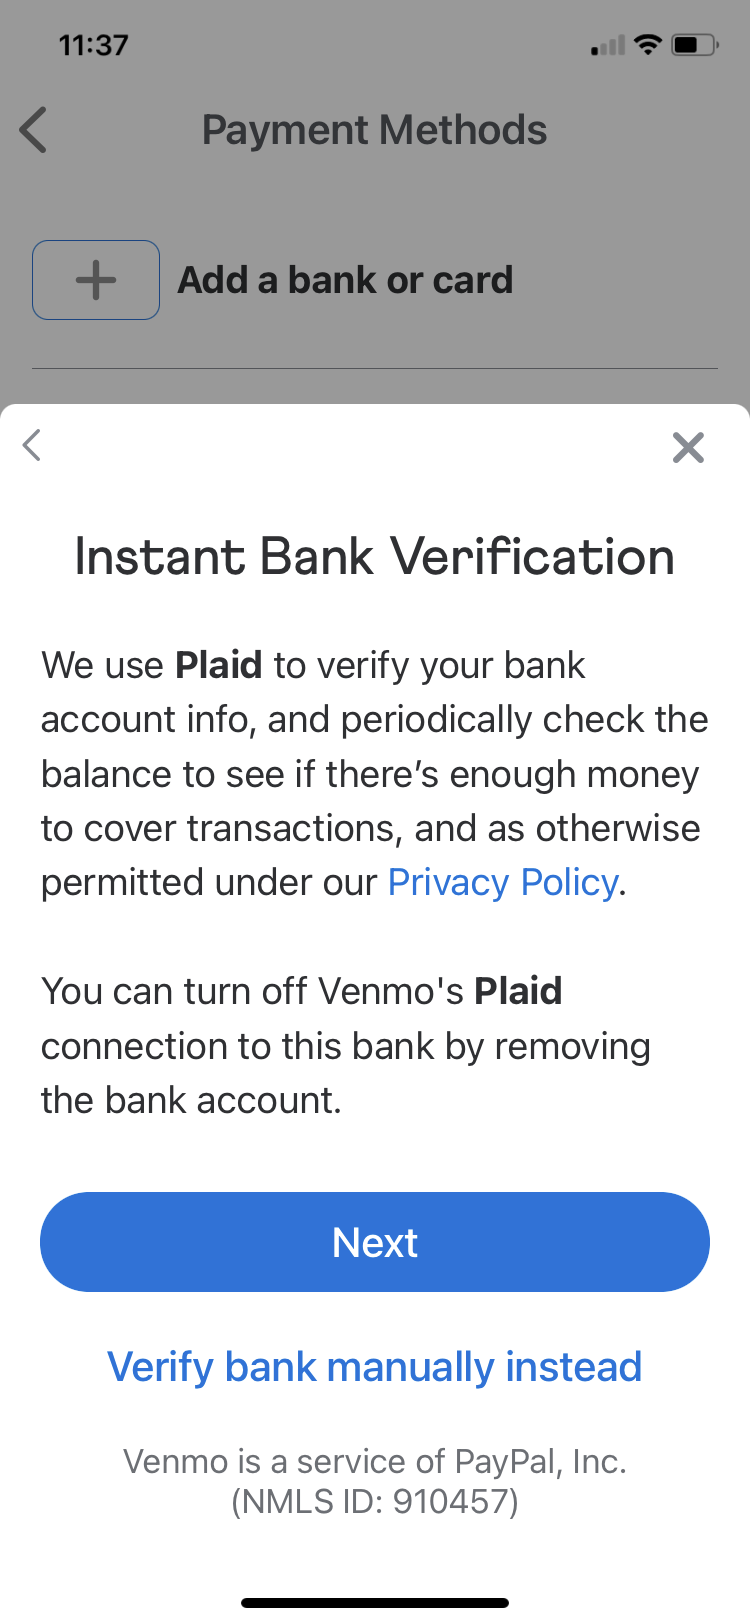 11:37
Payment Methods
Add a bank or card
Instant Bank Verification
We use Plaid to verify your bank
account info, and periodically check the
balance to see if there’s enough money
to cover transactions, and as otherwise
permitted under our Privacy Policy.
You can turn off Venmo's Plaid
connection to this bank by removing
the bank account.
Next
Verify bank manually instead
Venmo is a service of PayPal, Inc.
(NMLS ID: 910457)